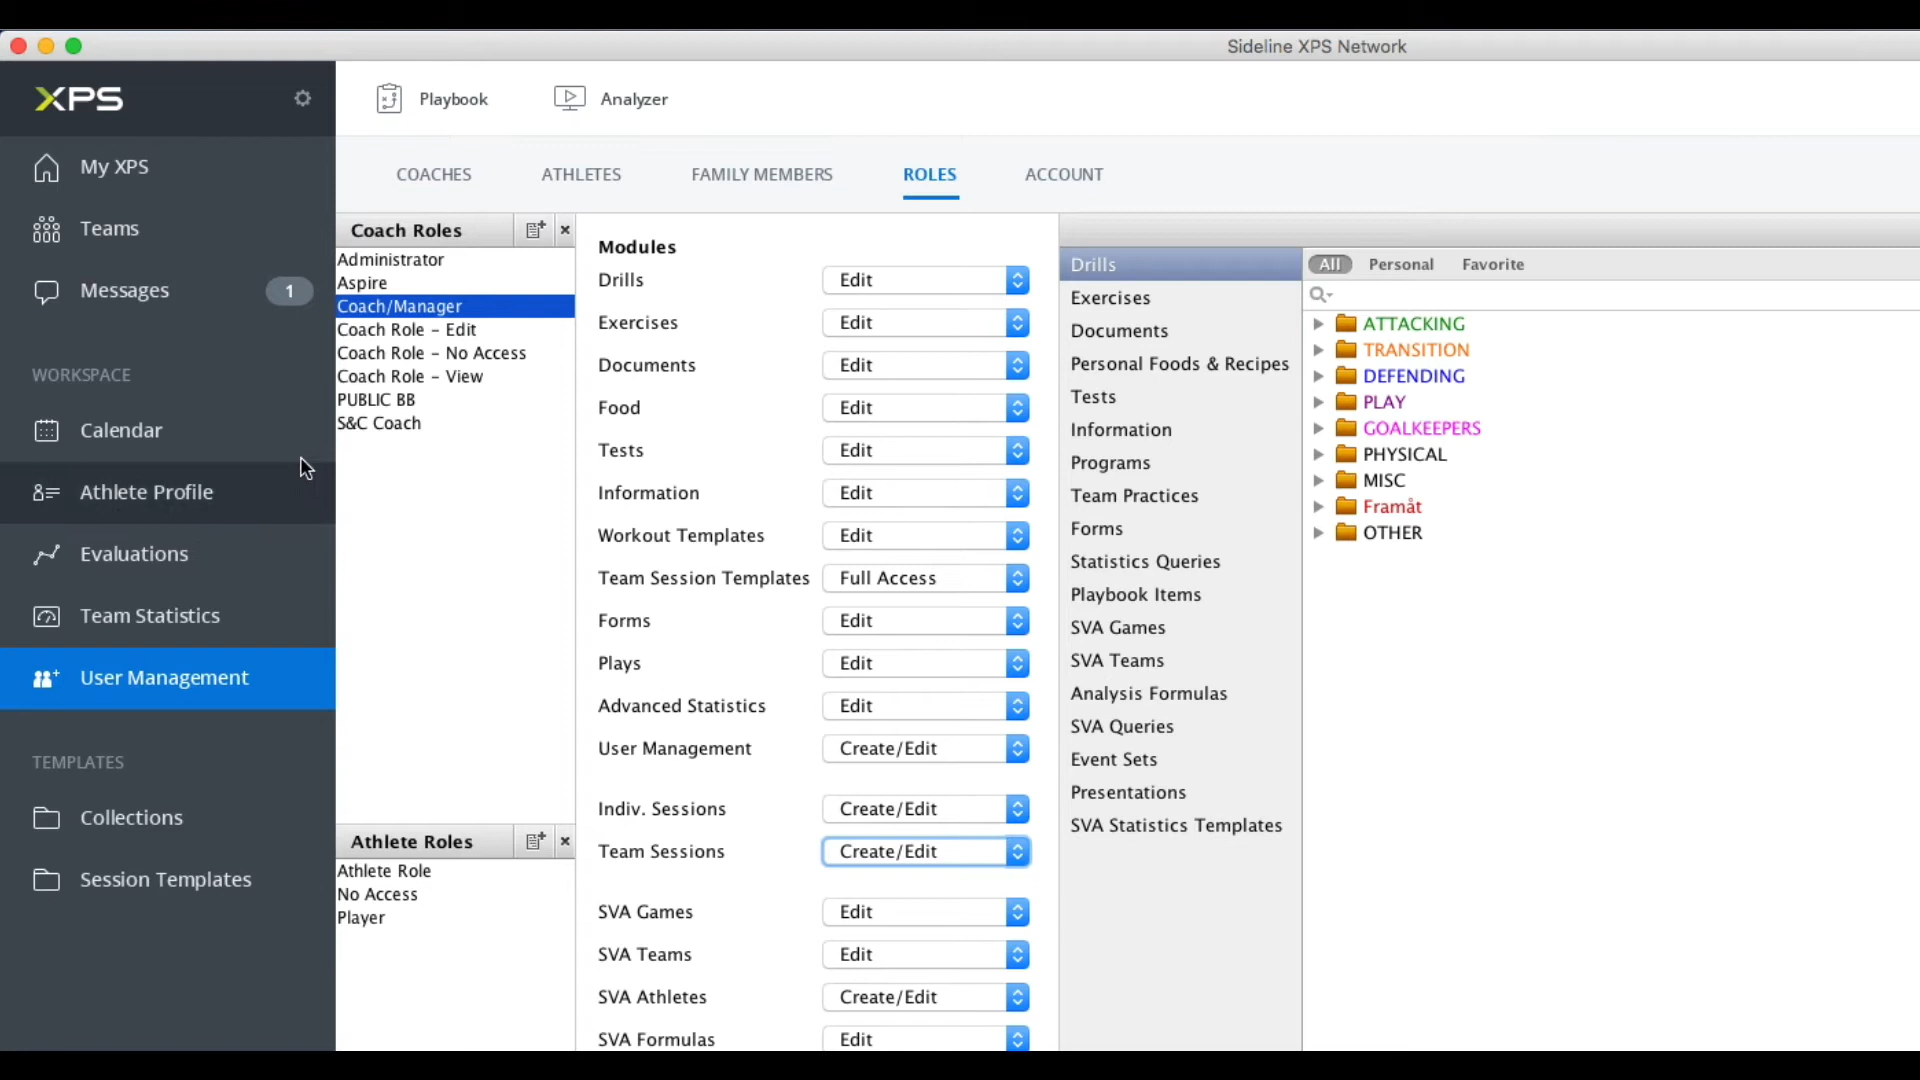 Sideline XPS Network
XPS
Playbook
Analyzer
My XPS
Teams
Messages
1
WORKSPACE
Calendar
Athlete Profile
Evaluations
Team Statistics
User Management
TEMPLATES
Collections
Session Templates
COACHES
ATHLETES
FAMILY MEMBERS
ROLES
ACCOUNT
Coach Roles
Administrator
Aspire
Coach/Manager
Coach Role – Edit
Coach Role – No Access
Coach Role – View
PUBLIC BB
S&C Coach
Athlete Roles
Athlete Role
No Access
Player
Modules
Drills Edit
Exercises Edit
Documents Edit
Food Edit
Tests Edit
Information Edit
Workout Templates Edit
Team Session Templates Full Access
Forms Edit
Plays Edit
Advanced Statistics Edit
User Management Create/Edit
Indiv. Sessions Create/Edit
Team Sessions Create/Edit
SVA Games Edit
SVA Teams Edit
SVA Athletes Create/Edit
SVA Formulas Edit
Drills
Exercises
Documents
Personal Foods & Recipes
Tests
Information
Programs
Team Practices
Forms
Statistics Queries
Playbook Items
SVA Games
SVA Teams
Analysis Formulas
SVA Queries
Event Sets
Presentations
SVA Statistics Templates
All Personal Favorite
ATTACKING
TRANSITION
DEFENDING
PLAY
GOALKEEPERS
PHYSICAL
MISC
Framåt
OTHER